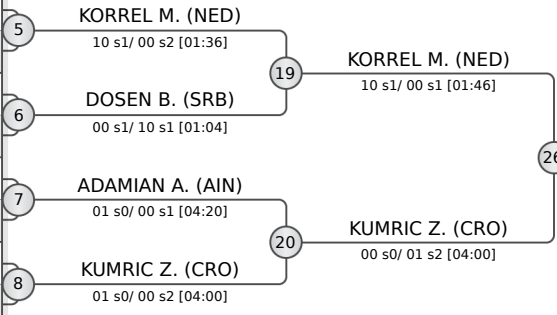 KORREL M. (NED)
5
10 s1/ 00 s2 [01:36]
KORREL M. (NED)
19
10 s1/ 00 s1 [01:46]
DOSEN B. (SRB)
6
00 s1/ 10 s1 [01:04]
26
ADAMIAN A. (AIN)
7
01 s0/ 00 s1 [04:20]
KUMRIC Z. (CRO)
20
00 s0/ 01 s2 [04:00]
KUMRIC Z. (CRO)
8
01 s0/ 00 s2 [04:00]